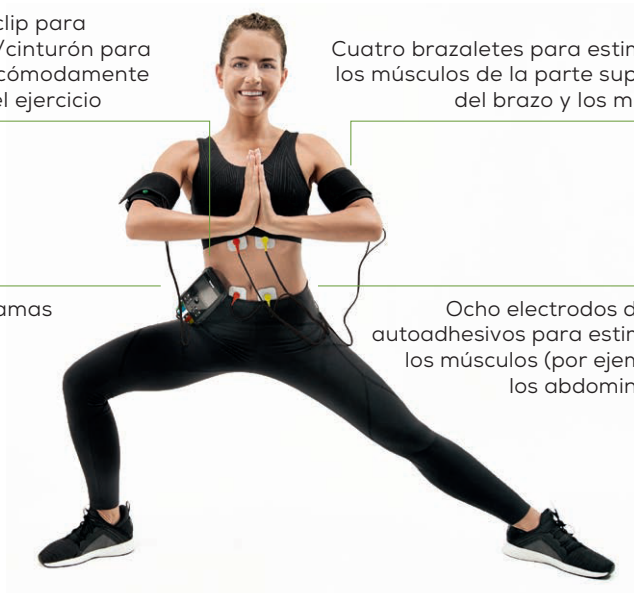 clip para
/cinturón para
cómodamente
el ejercicio
Cuatro brazaletes para estim
los músculos de la parte sup
del brazo y los m
amas
Ocho electrodos d
autoadhesivos para estim
los músculos (por ejem
los abdomin